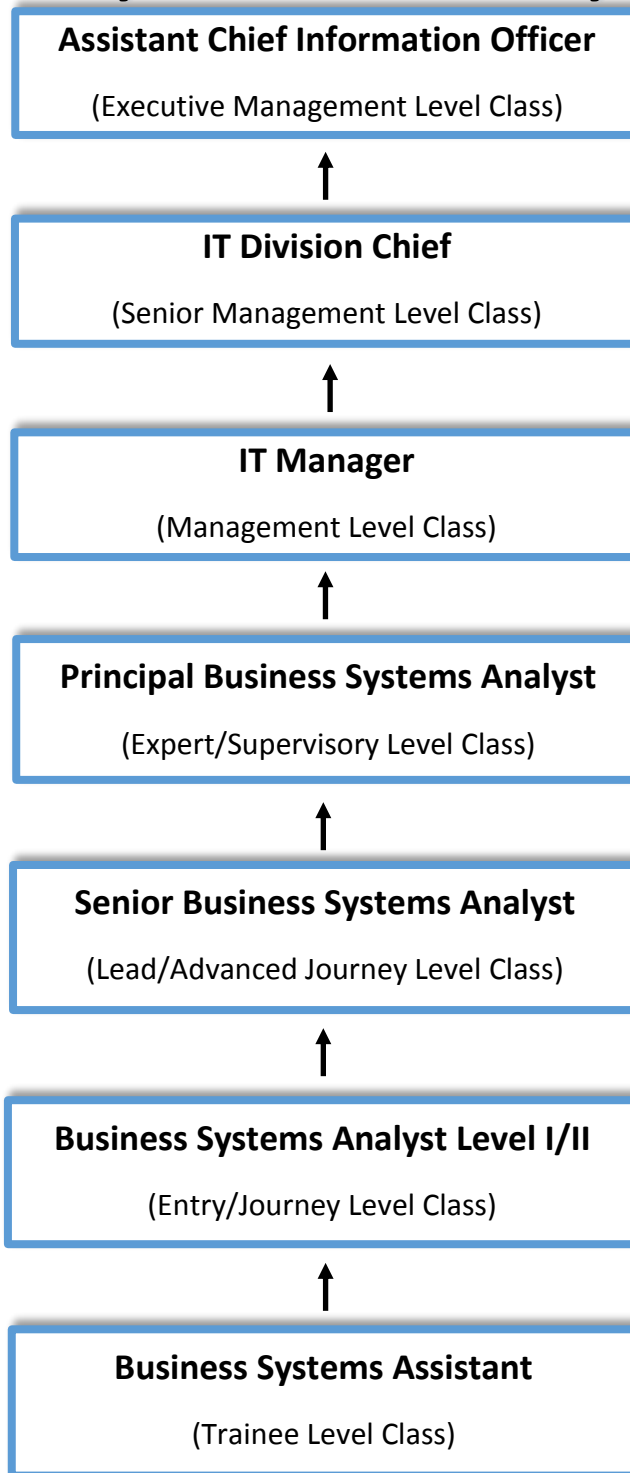 Assistant Chief Information Officer
(Executive Management Level Class)
IT Division Chief
(Senior Management Level Class)
IT Manager
(Management Level Class)
Principal Business Systems Analyst
(Expert/Supervisory Level Class)
Senior Business Systems Analyst
(Lead/Advanced Journey Level Class)
Business Systems Analyst Level I/II
(Entry/Journey Level Class)
Business Systems Assistant
(Trainee Level Class)